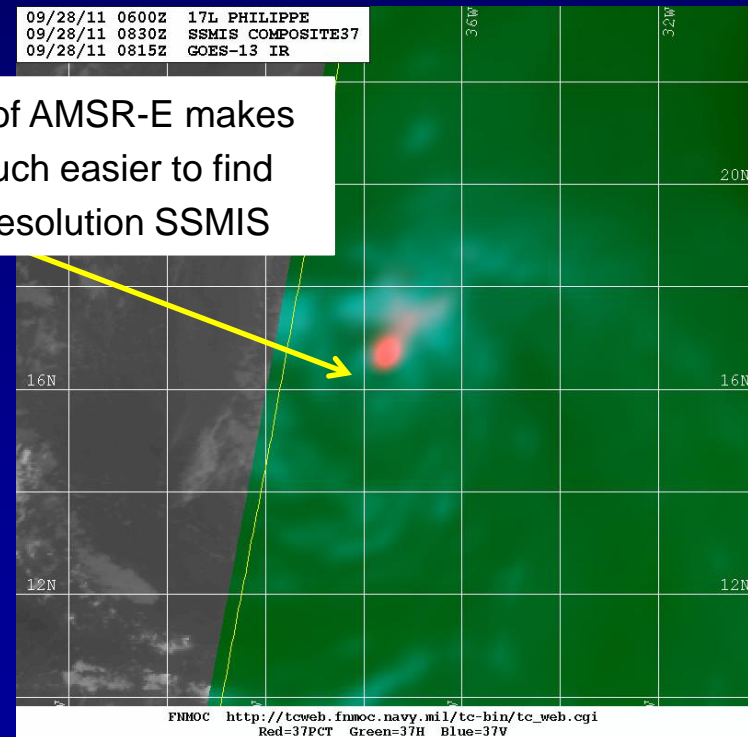 09/28/11 0600Z 17L PHILIPPE
09/28/11 0830Z SSMIS COMPOSITE37
09/28/11 0815Z GOES-13 IR
36W
32W
of AMSR-E makes
easier to find
esolution SSMIS
20N
16N
16N
12N
12N
FNMOC http://tcweb.fnmoc.navy.mil/tc-bin/tc_web.cgi
Red=37PCT Green=37H Blue=37V